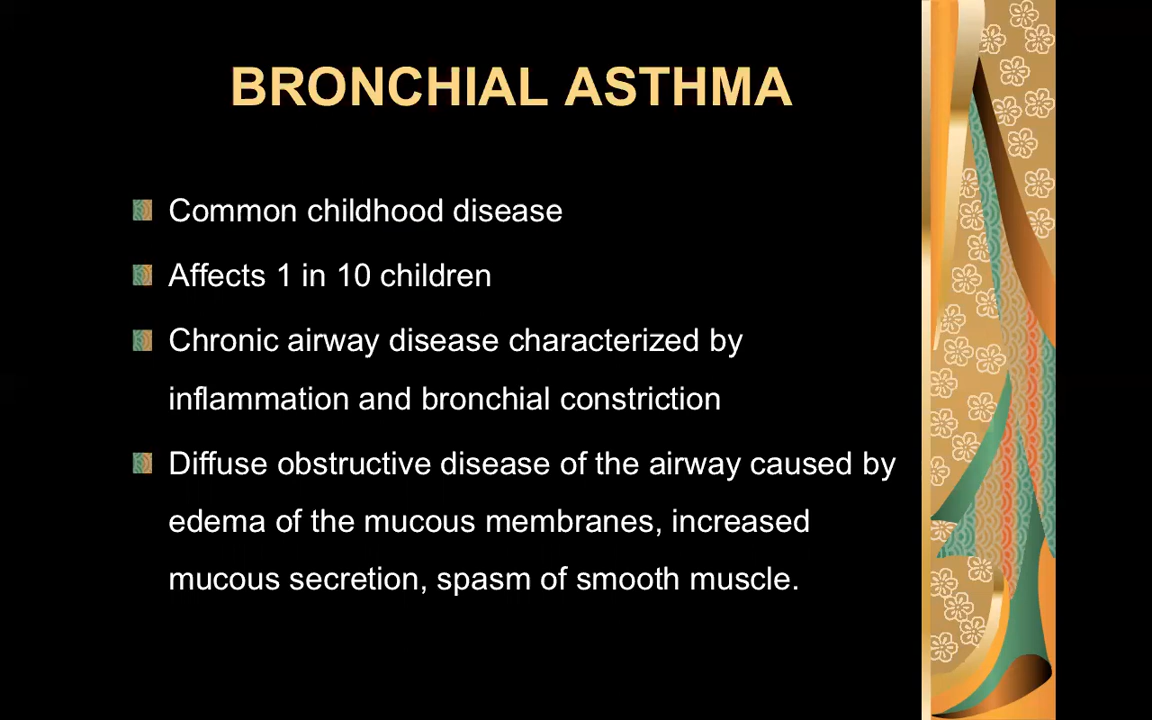 BRONCHIAL ASTHMA
Common childhood disease
Affects 1 in 10 children
Chronic airway disease characterized by
inflammation and bronchial constriction
Diffuse obstructive disease of the airway caused by
edema of the mucous membranes, increased
mucous secretion, spasm of smooth muscle.